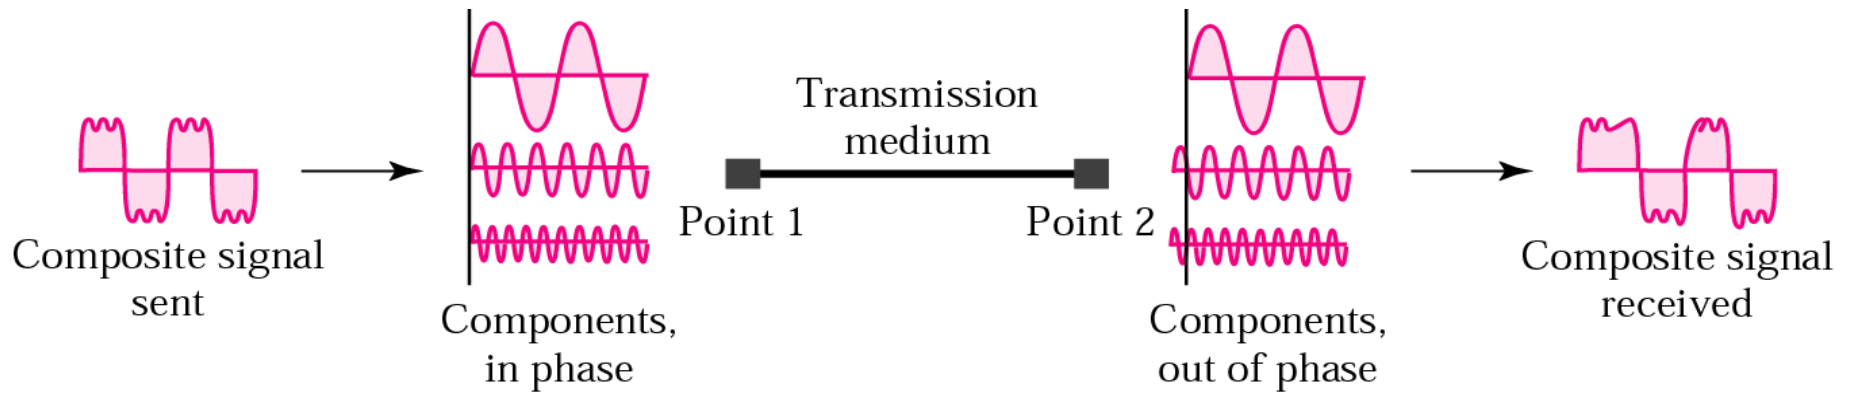 Composite signal
sent
Components,
in phase
Transmission
medium
Point 1
Point 2
Components,
out of phase
Composite signal
received